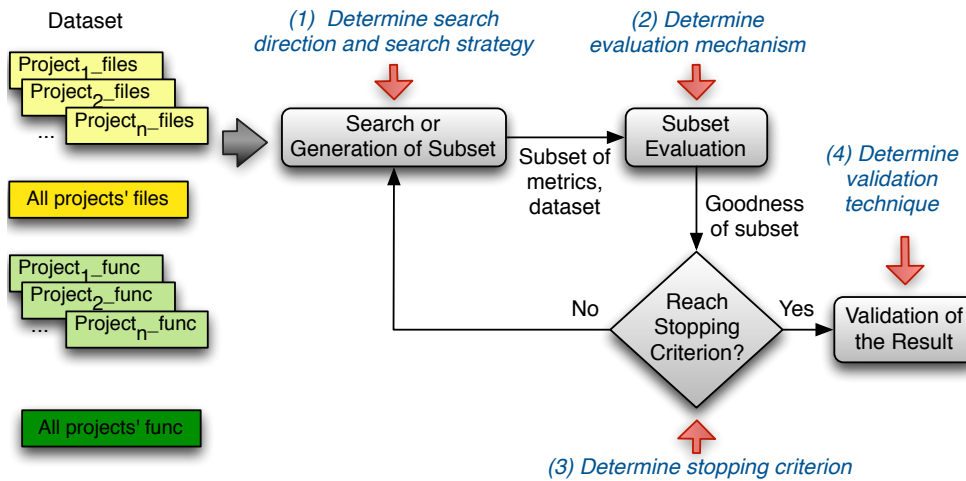 Dataset
Project1_files
Project2_files
...
Projectn_files
All projects' files
Project1_func
Project2_func
...
Projectn_func
All projects' func
(1) Determine search
direction and search strategy
Search or
Generation of Subset
Subset of
metrics,
dataset
(2) Determine
evaluation mechanism
Subset
Evaluation
Goodness
of subset
Reach
Stopping
Criterion?
No
Yes
(3) Determine stopping criterion
(4) Determine
validation
technique
Validation of
the Result